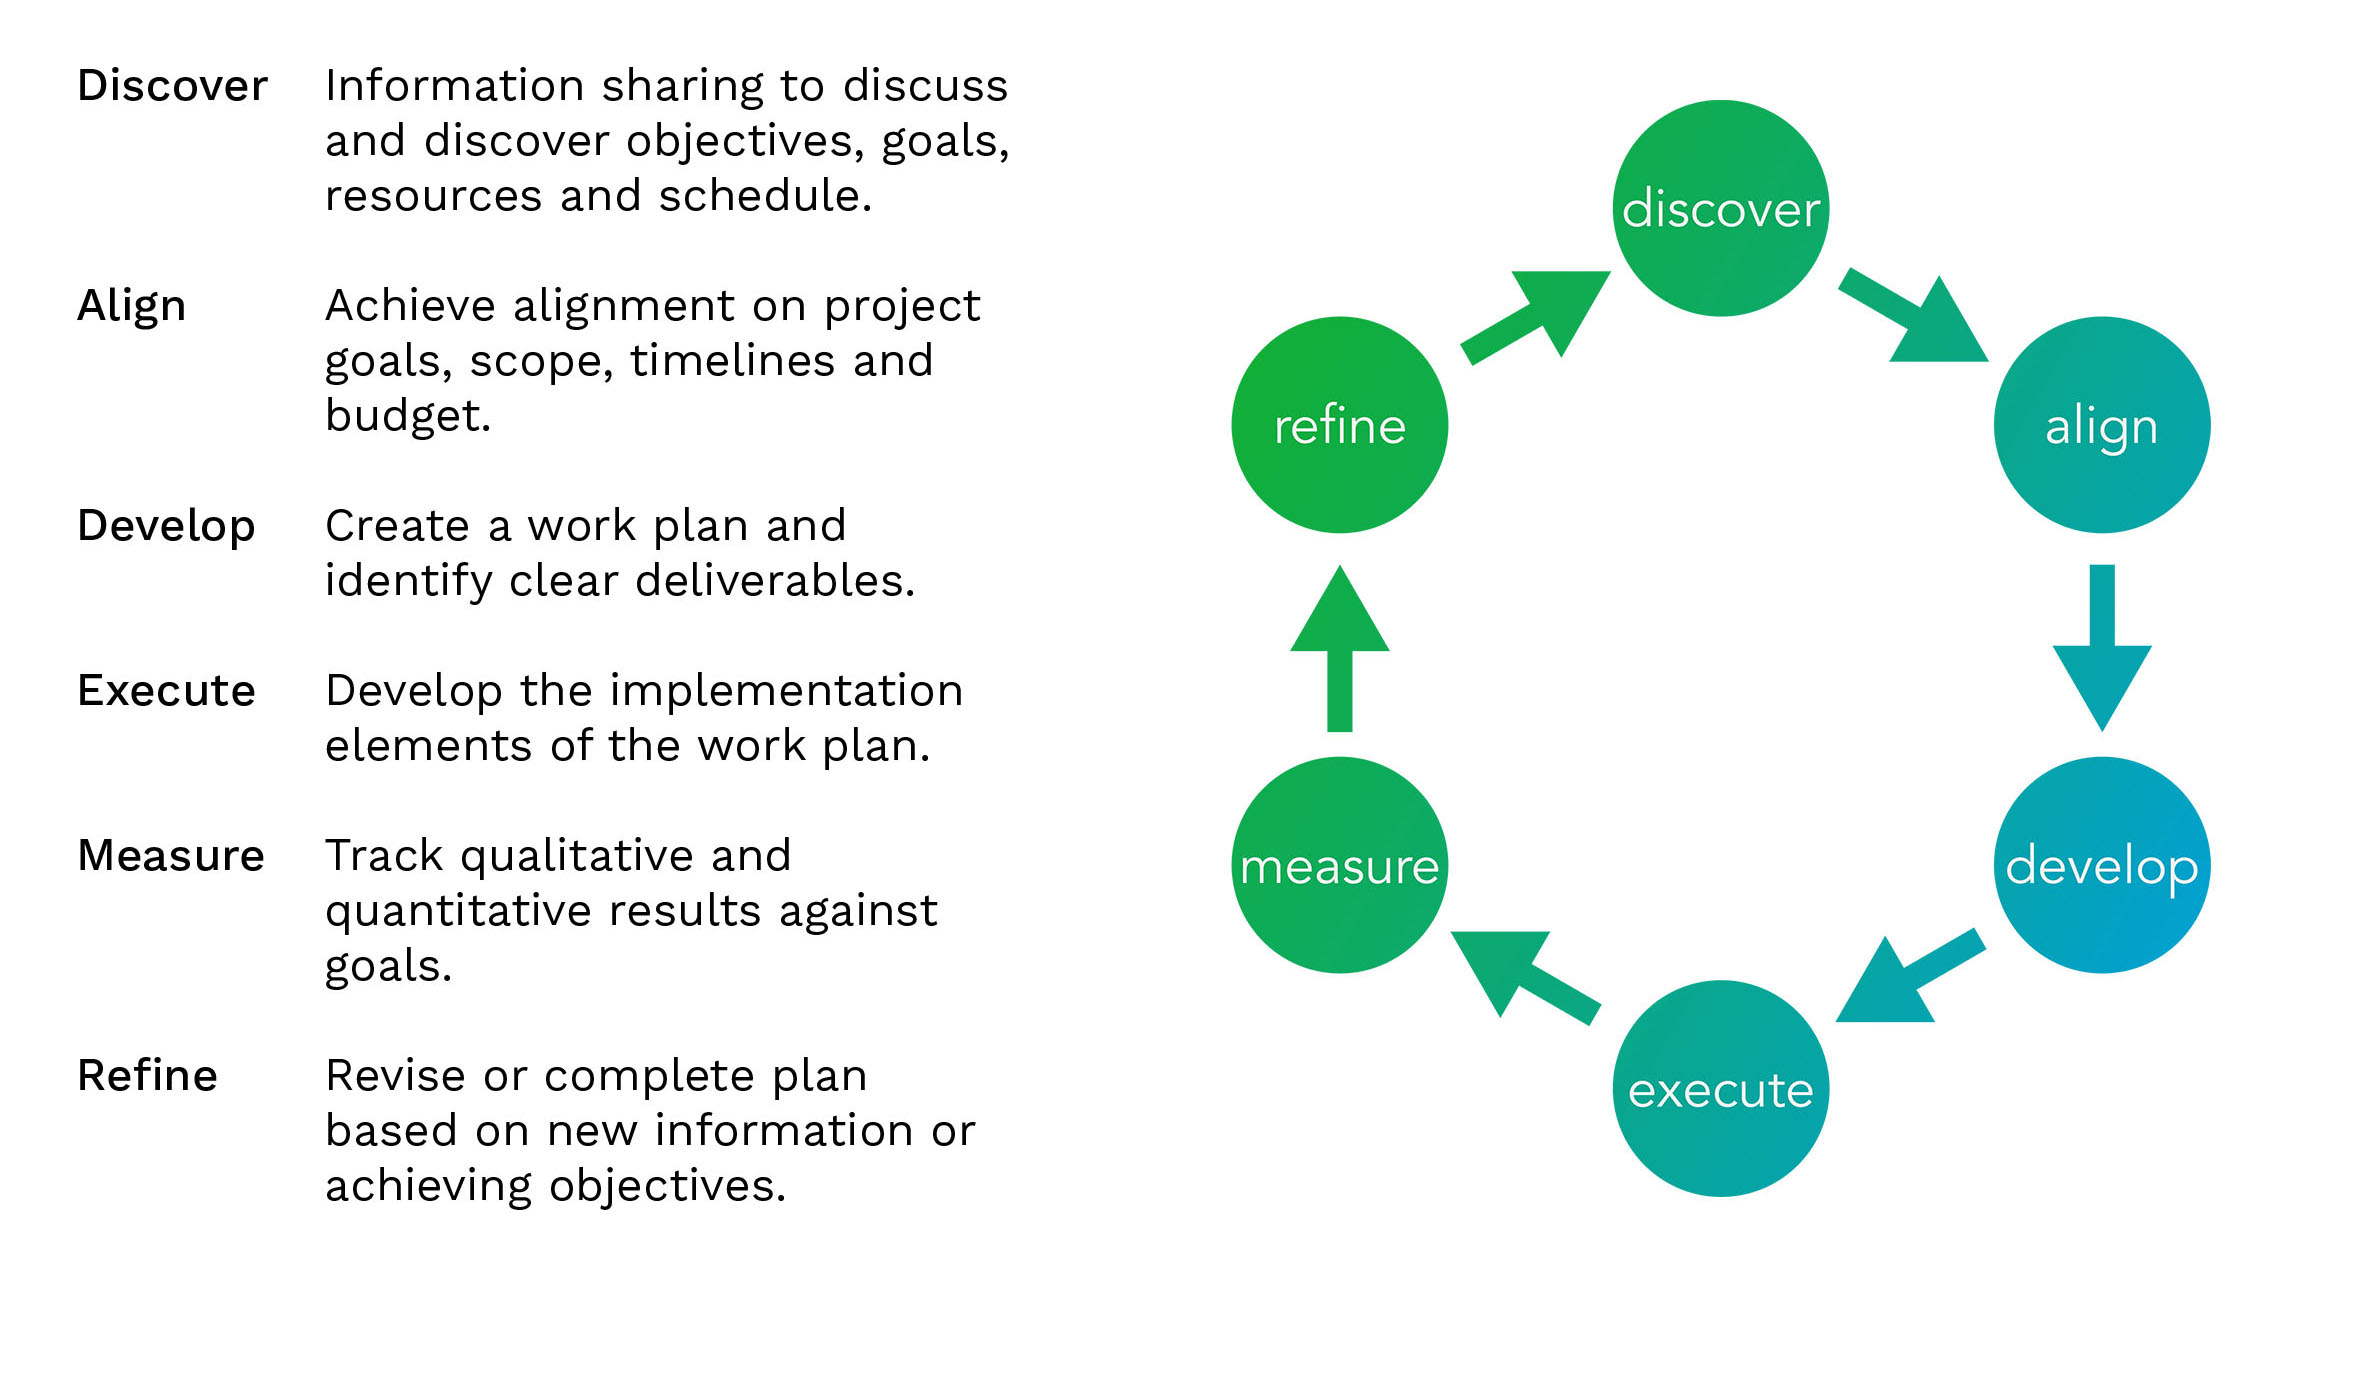 Discover Information sharing to discuss
and discover objectives, goals,
resources and schedule.
Align Achieve alignment on project
goals, scope, timelines and
budget.
Develop Create a work plan and
identify clear deliverables.
Execute Develop the implementation
elements of the work plan.
Measure Track qualitative and
quantitative results against
goals.
Refine Revise or complete plan
based on new information or
achieving objectives.
discover
align
develop
execute
measure
refine